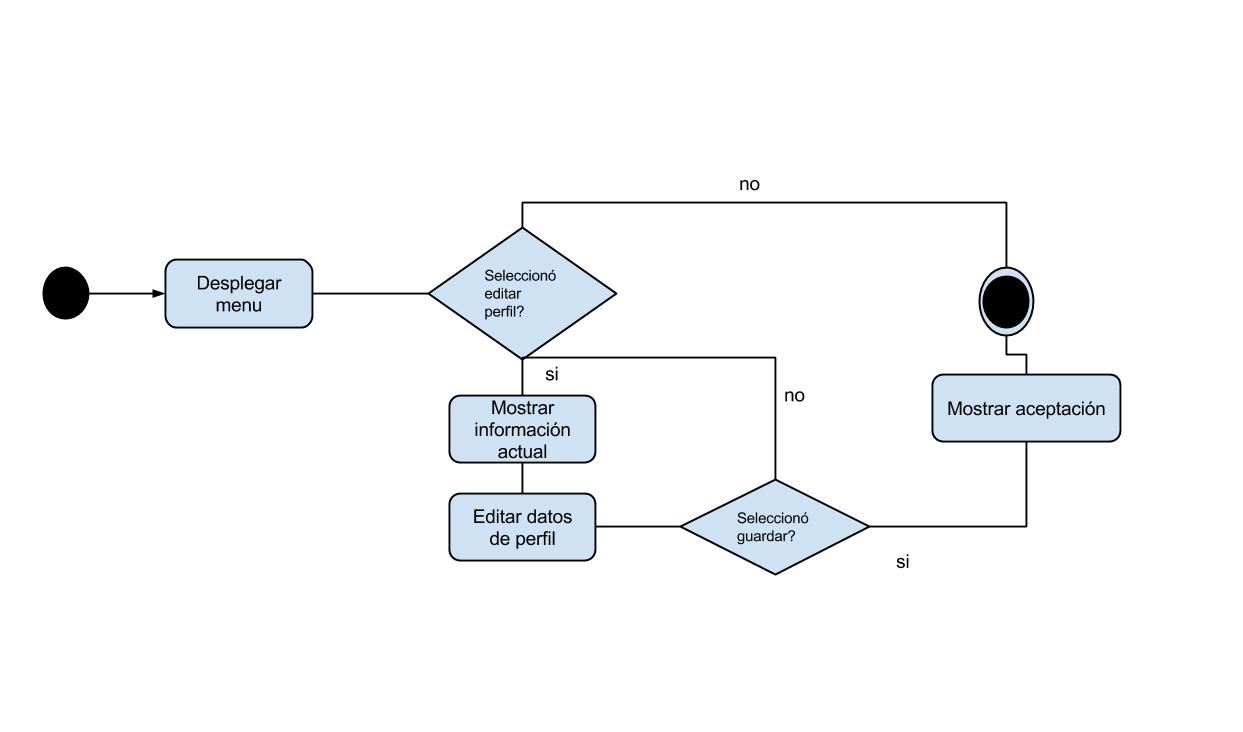 no
Desplegar
menu
Seleccionó
editar
perfil?
si
Mostrar
información
actual
no
Mostrar aceptación
Editar datos
de perfil
Seleccionó
guardar?
si